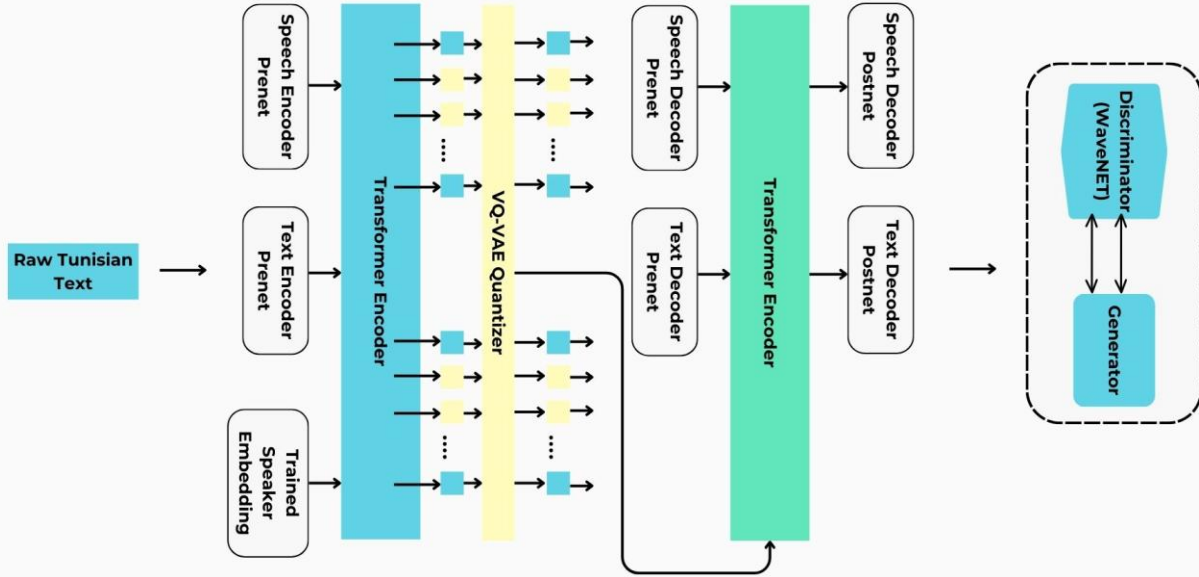 Raw Tunisian
Text
Speech Encoder
Prenet
Text Encoder
Prenet
Trained
Speaker
Embedding
Transformer Encoder
.....
.....
VQ-VAE Quantizer
.....
.....
Speech Decoder
Prenet
Text Decoder
Prenet
Transformer Encoder
Speech Decoder
Postnet
Text Decoder
Postnet
Discriminator
(WaveNET)
Generator